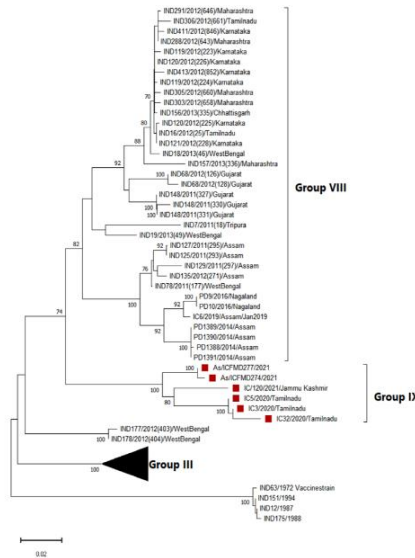 IND291/2012(646)/Maharashtra
IND306/2012(661)/Tamilnadu
IND411/2012(846)/Karnataka
IND288/2012(643)/Maharashtra
IND119/2012(223)/Karnataka
IND120/2012(226)/Karnataka
IND413/2012(852)/Karnataka
IND119/2012(224)/Karnataka
IND305/2012(660)/Maharashtra
IND303/2012(658)/Maharashtra
70
IND156/2013(335)/Chhattisgarh
IND120/2012(225)/Karnataka
80
IND16/2012(25)Tamilnadu
IND121/2012(228)/Karnataka
88
IND18/2013(46)/WestBengal
92
IND157/2013(336)/Maharashtra
IND68/2012(126)/Gujarat
100
IND68/2012(128)/Gujarat
Group VIII
IND148/2011(327)/Gujarat
IND148/2011(330)/Gujarat
100
IND148/2011(331)/Gujarat
IND7/2011(18)/Tripura
100
IND19/2013(49)/WestBengal
82
92
IND127/2011(295)/Assam
IND125/2011(293)/Assam
76
IND129/2011(297)/Assam
IND135/2012(271)/Assam
IND78/2011(177)/WestBengal
100
100
PD9/2016/Nagaland
PD10/2016/Nagaland
92
IC6/2019/Assam/Jan2019
74
PD1389/2014/Assam
PD1390/2014/Assam
100
PD1388/2014/Assam
PD1391/2014/Assam
100
As/ICFMD277/2021
As/ICFMD274/2021
100
IC/120/2021/Jammu Kashmr
Group IX
80
IC5/2020/Tamilnadu
100
IC3/2020/Tamilnadu
100
IC32/2020/Tamilnadu
IND177/2012(403)/WestBengal
100
IND178/2012(404)/WestBengal
Group III
100
IND63/1972 Vaccinestrain
IND151/1994
100
IND12/1987
IND175/1988
0.02